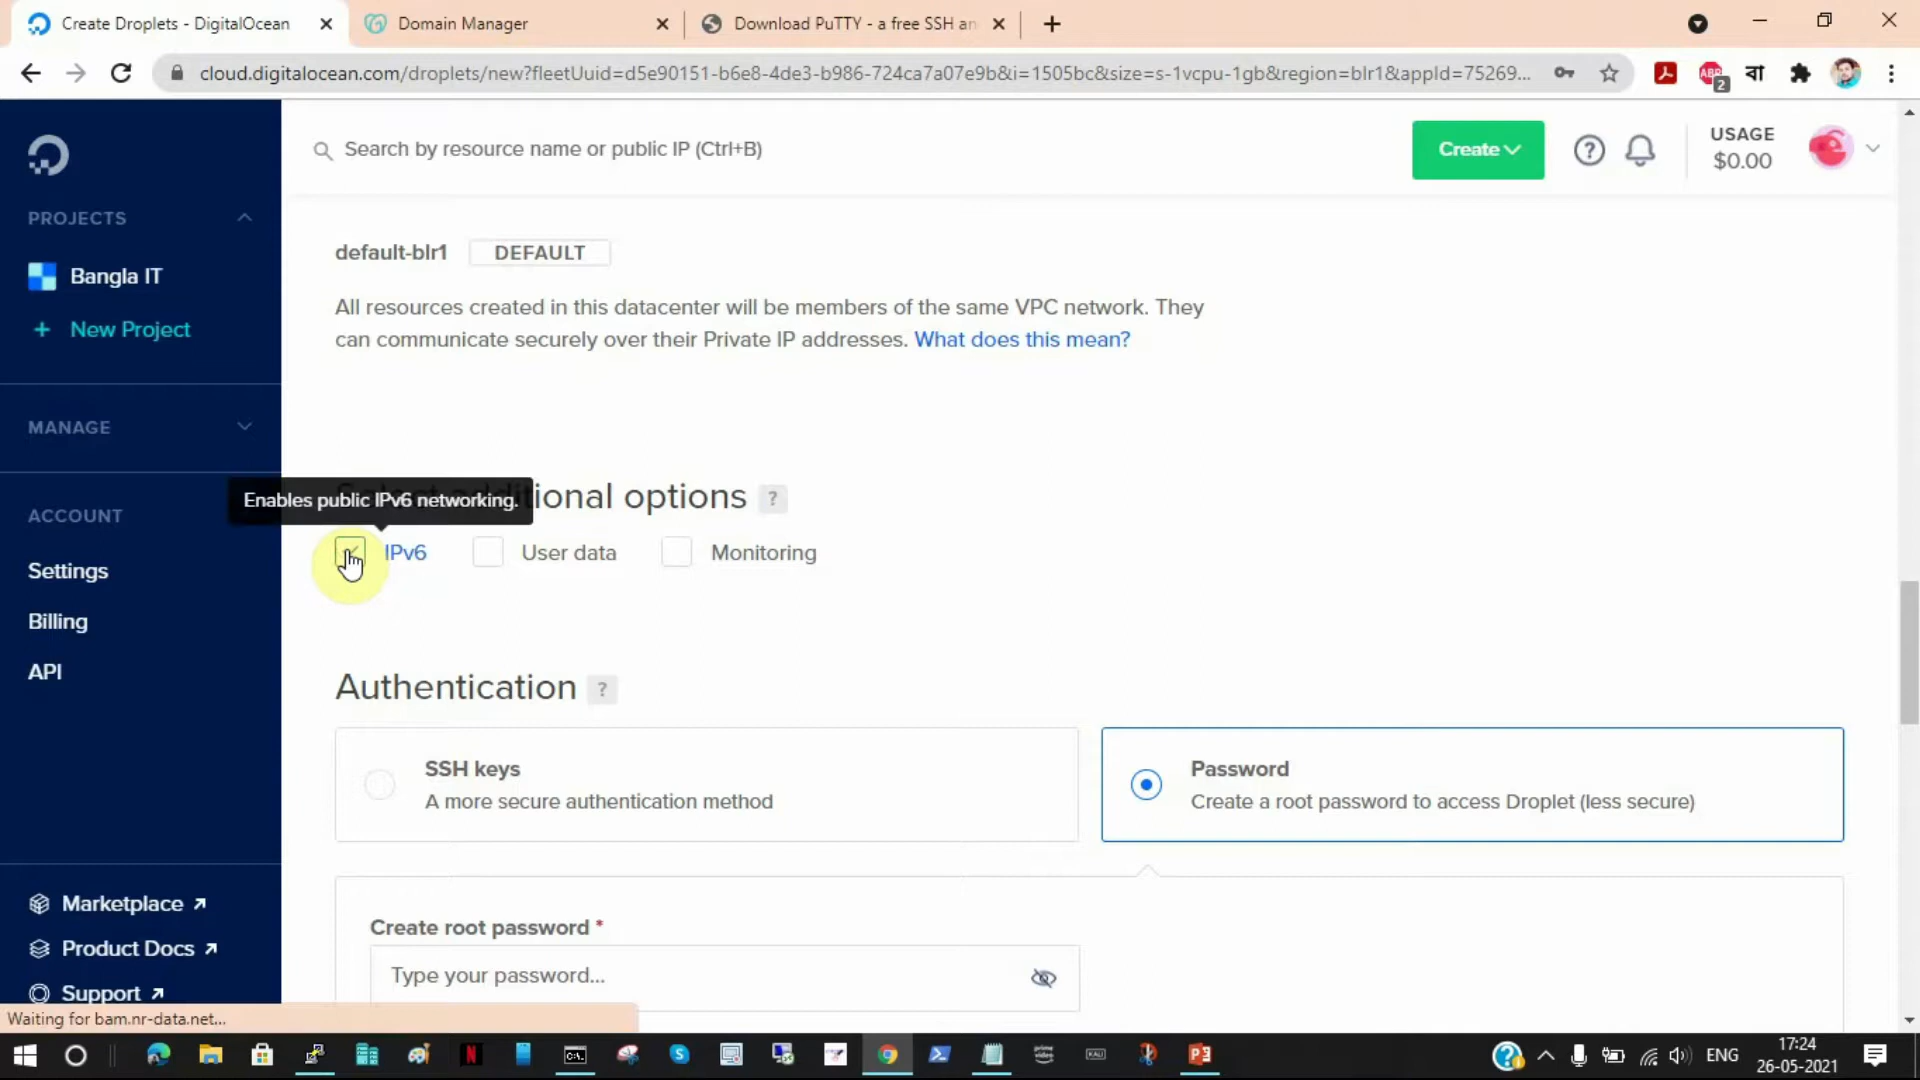 Create Droplets - DigitalOcean
Domain Manager
Download PuTTY - a free SSH an
cloud.digitalocean.com/droplets/new?fleetUuid=d5e90151-b6e8-4de3-b986-724ca7a07e9b&i=1505bc&size=s-1vcpu-1gb&region=blr1&appId=75269...
ABP
2
বা
Search by resource name or public IP (Ctrl+B)
Create
?
USAGE
$0.00
PROJECTS
Bangla IT
+ New Project
MANAGE
ACCOUNT
Settings
Billing
API
Marketplace
Product Docs
Support
default-blr1
DEFAULT
All resources created in this datacenter will be members of the same VPC network. They
can communicate securely over their Private IP addresses. What does this mean?
Enables public IPv6 networking.
tional options ?
IPv6
User data
Monitoring
Authentication ?
SSH keys
A more secure authentication method
Password
Create a root password to access Droplet (less secure)
Create root password *
Type your password...
Waiting for bam.nr-data.net...
ENG
17:24
26-05-2021